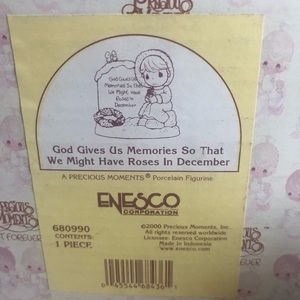 God Gives Us
Memories So That
We Might Have
Roses In
December
God Gives Us Memories So That
We Might Have Roses In December
A PRECIOUS MOMENTS® Porcelain Figurine
ENESCO
CORPORATION
680990
CONTENTS:
1 PIECE
©2000 Precious Moments, Inc
All rights reserved worldwide
Licensee: Enesco Corporation
Made in Indonesia
www.enesco.com